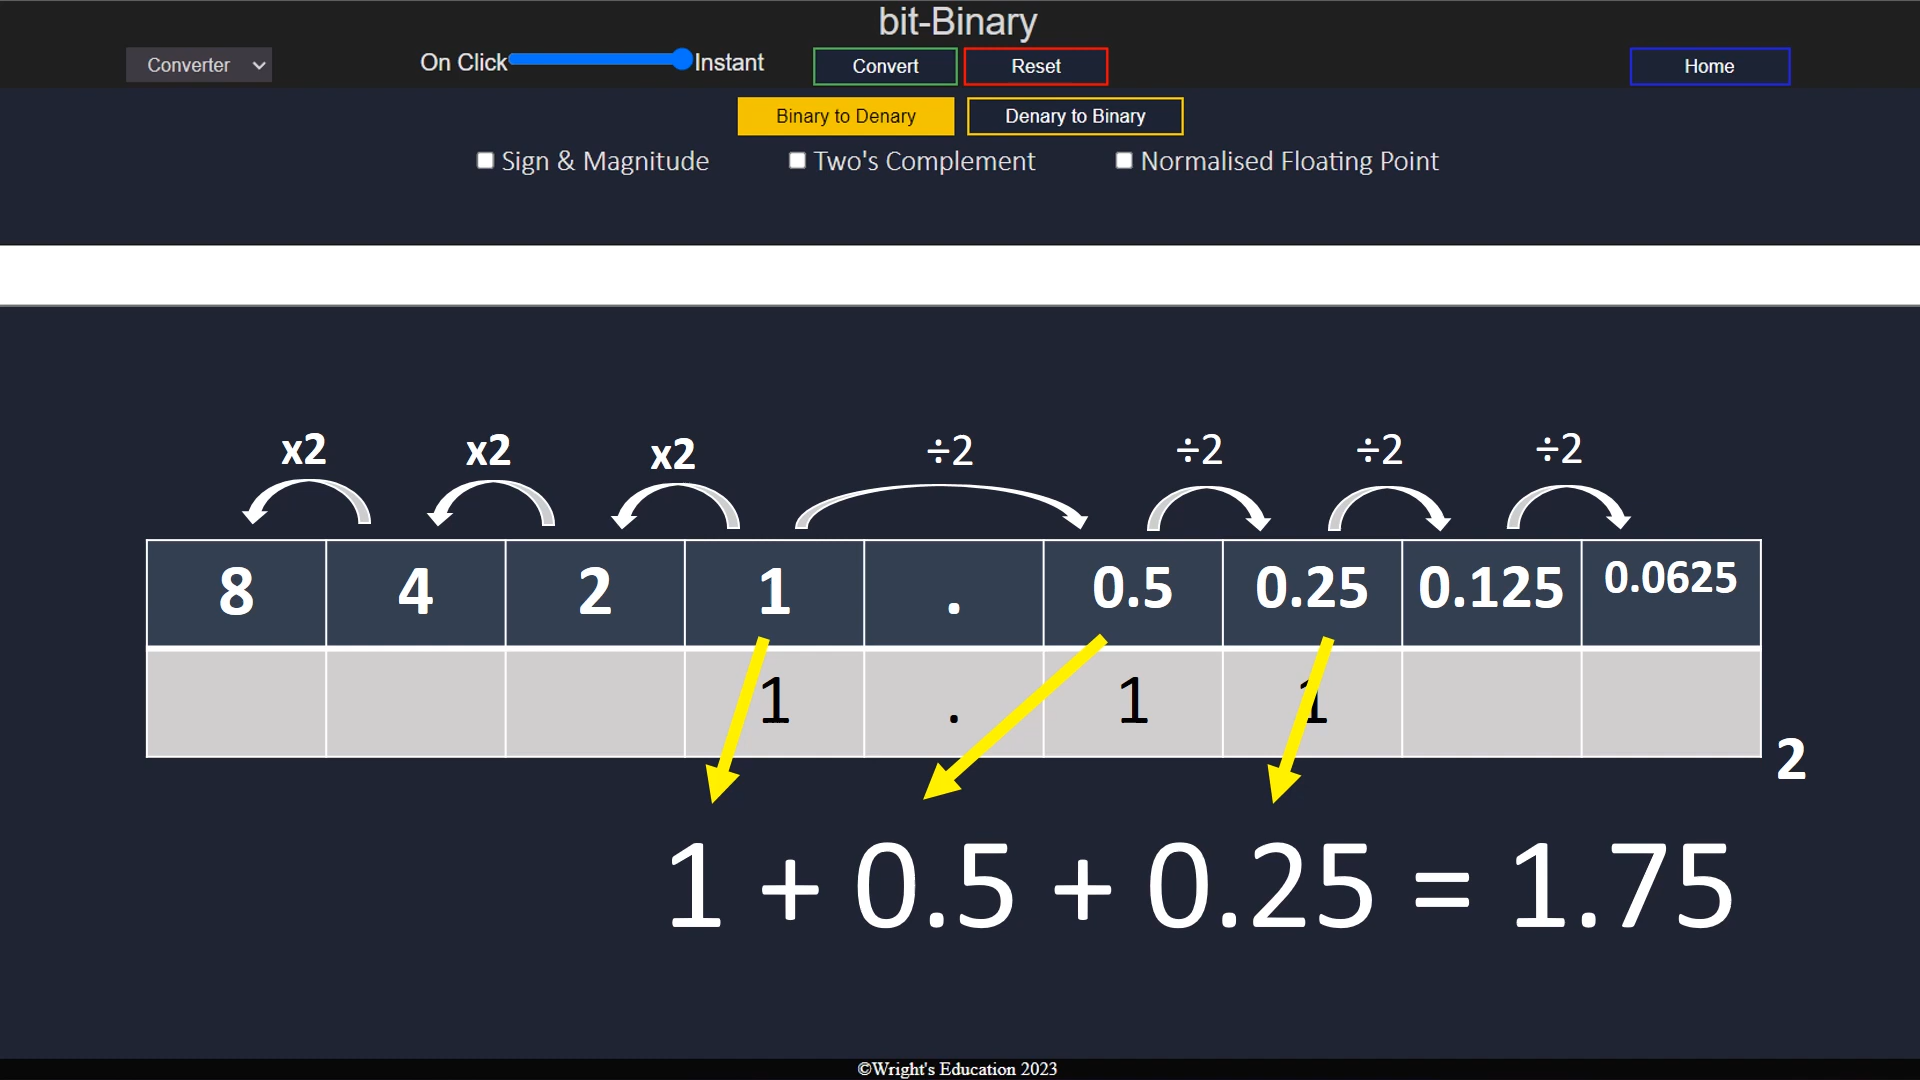 bit-Binary
Converter
On Click Instant
Convert
Reset
Home
Binary to Denary
Denary to Binary
Sign & Magnitude
Two's Complement
Normalised Floating Point
x2 x2 x2 ÷2 ÷2 ÷2 ÷2
8 4 2 1 . 0.5 0.25 0.125 0.0625
1 . 1 1
2
1 + 0.5 + 0.25 = 1.75
©Wright's Education 2023